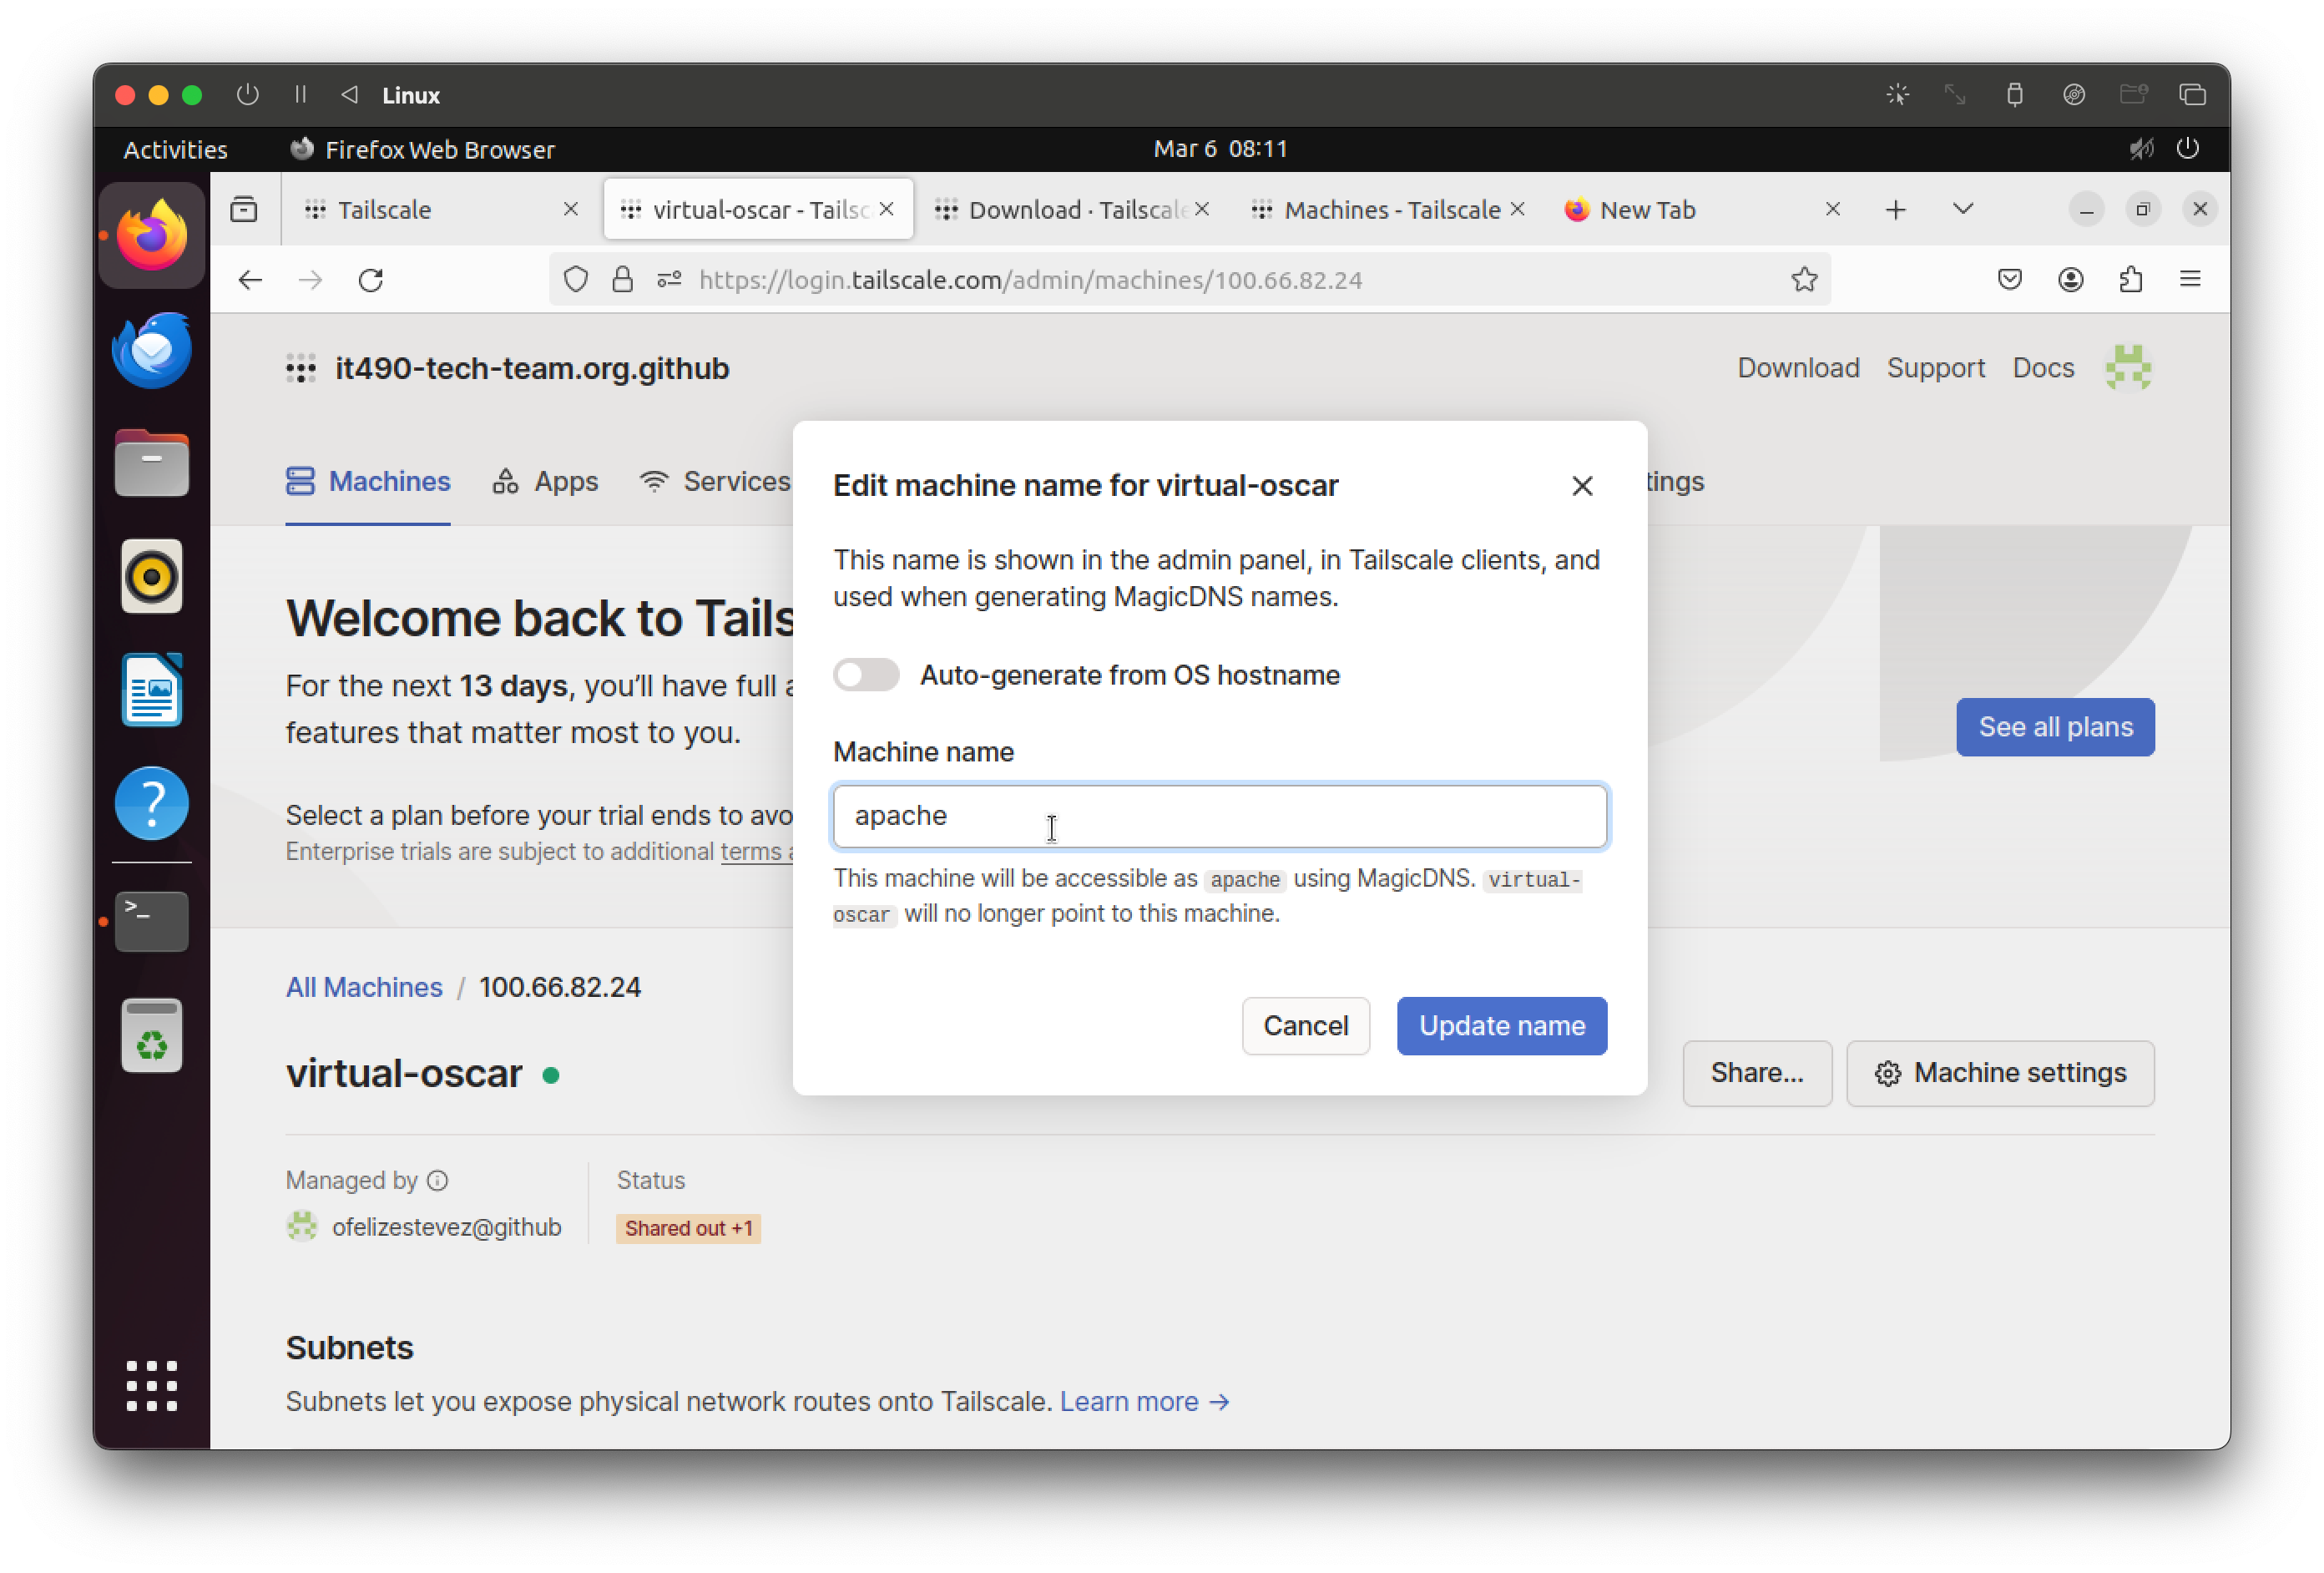 Linux
Activities
Firefox Web Browser
Mar 6 08:11
Tailscale
virtual-oscar - Tailsc
Download · Tailscale
Machines - Tailscale
New Tab
https://login.tailscale.com/admin/machines/100.66.82.24
it490-tech-team.org.github
Download
Support
Docs
Machines
Apps
Services
tings
Welcome back to Tails
For the next 13 days, you'll have full a
features that matter most to you.
See all plans
Select a plan before your trial ends to avo
Enterprise trials are subject to additional terms a
Edit machine name for virtual-oscar
This name is shown in the admin panel, in Tailscale clients, and
used when generating MagicDNS names.
Auto-generate from OS hostname
Machine name
apache
This machine will be accessible as apache using MagicDNS. virtual-
oscar will no longer point to this machine.
Cancel
Update name
All Machines / 100.66.82.24
virtual-oscar
Share...
Machine settings
Managed by
ofelizestevez@github
Status
Shared out +1
Subnets
Subnets let you expose physical network routes onto Tailscale. Learn more →